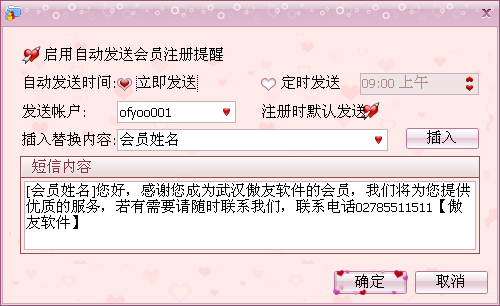 启用自动发送会员注册提醒
自动发送时间: 立即发送 定时发送 09:00 上午
发送帐户: ofyoo001 注册时默认发送
插入替换内容: 会员姓名 插入
短信内容
[会员姓名]您好，感谢您成为武汉傲友软件的会员，我们将为您提供
优质的服务，若有需要请随时联系我们，联系电话02785511511【傲
友软件】
确定 取消